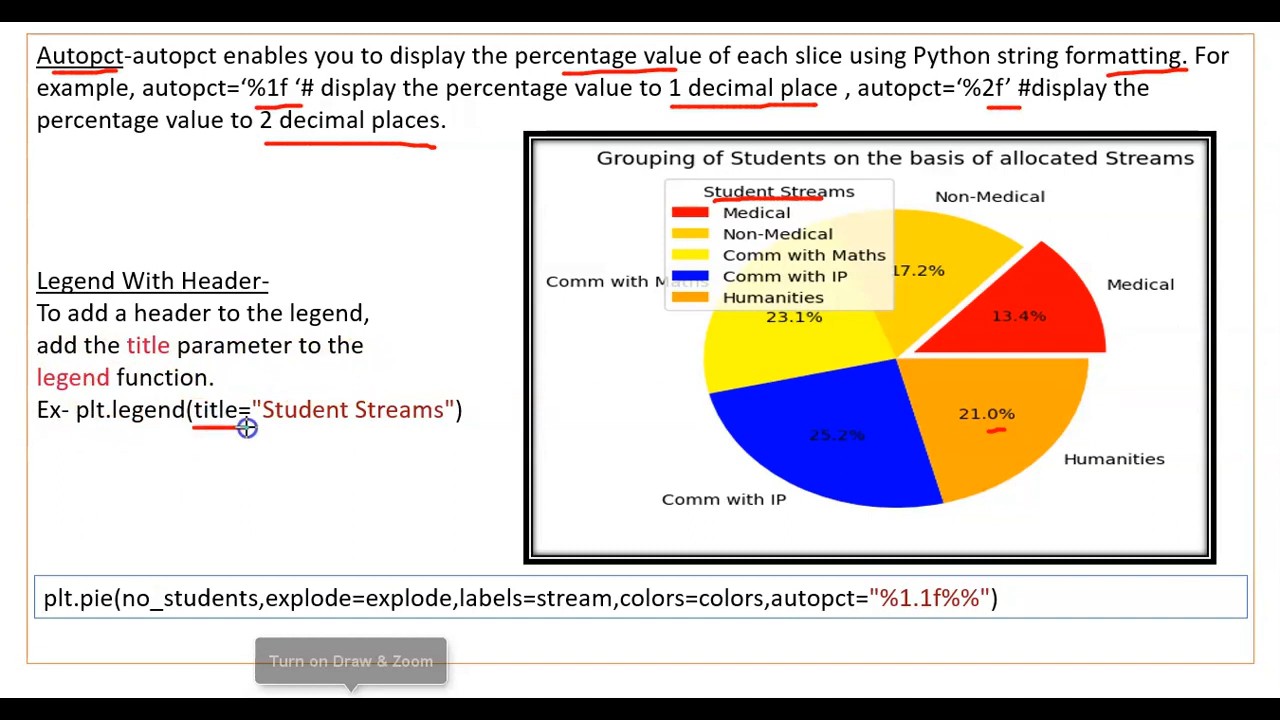 Autopct-autopct enables you to display the percentage value of each slice using Python string formatting. For
example, autopct=‘%1f ‘# display the percentage value to 1 decimal place , autopct=‘%2f’ #display the
percentage value to 2 decimal places.
Legend With Header-
To add a header to the legend,
add the title parameter to the
legend function.
Ex- plt.legend(title="Student Streams")
Grouping of Students on the basis of allocated Streams
Student Streams
Medical
Non-Medical
Comm with Maths
Comm with IP
Humanities
Non-Medical
17.2%
Medical
13.4%
Comm with Maths
23.1%
21.0%
Humanities
25.2%
Comm with IP
plt.pie(no_students,explode=explode,labels=stream,colors=colors,autopct="%1.1f%%")
Turn on Draw & Zoom